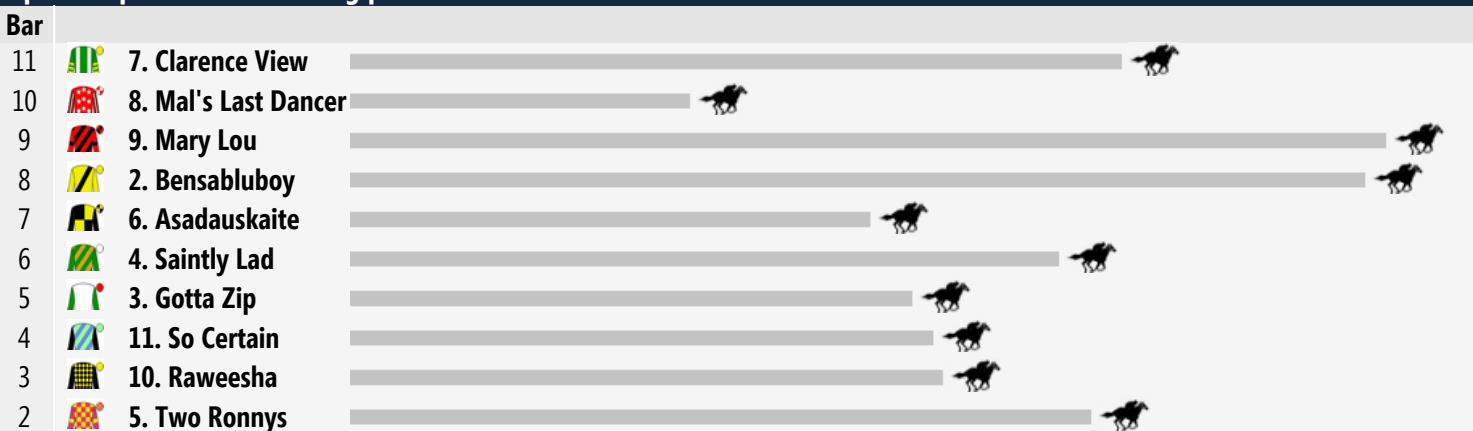 Bar
11 7. Clarence View
10 8. Mal's Last Dancer
9 9. Mary Lou
8 2. Bensabluboy
7 6. Asadauskaite
6 4. Saintly Lad
5 3. Gotta Zip
4 11. So Certain
3 10. Raweesha
2 5. Two Ronnys